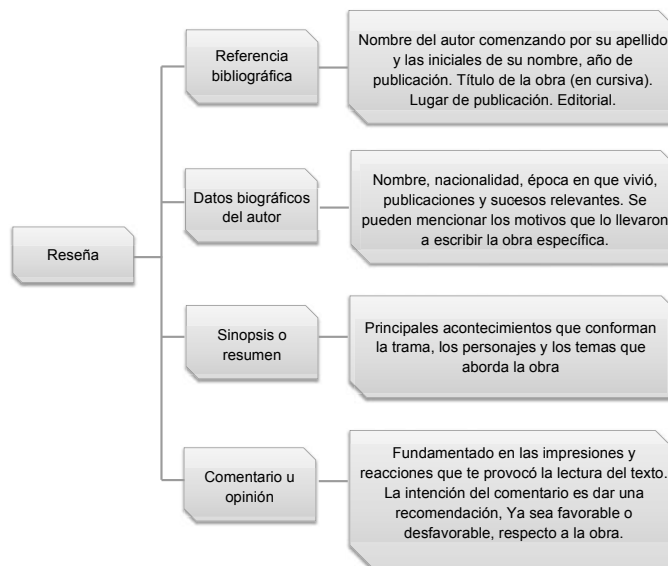 Referencia
bibliográfica
Nombre del autor comenzando por su apellido
y las iniciales de su nombre, año de
publicación. Título de la obra (en cursiva).
Lugar de publicación. Editorial.
Datos biográficos
del autor
Nombre, nacionalidad, época en que vivió,
publicaciones y sucesos relevantes. Se
pueden mencionar los motivos que lo llevaron
a escribir la obra específica.
Reseña
Sinopsis o
resumen
Principales acontecimientos que conforman
la trama, los personajes y los temas que
aborda la obra
Comentario u
opinión
Fundamentado en las impresiones y
reacciones que te provocó la lectura del texto.
La intención del comentario es dar una
recomendación, Ya sea favorable o
desfavorable, respecto a la obra.